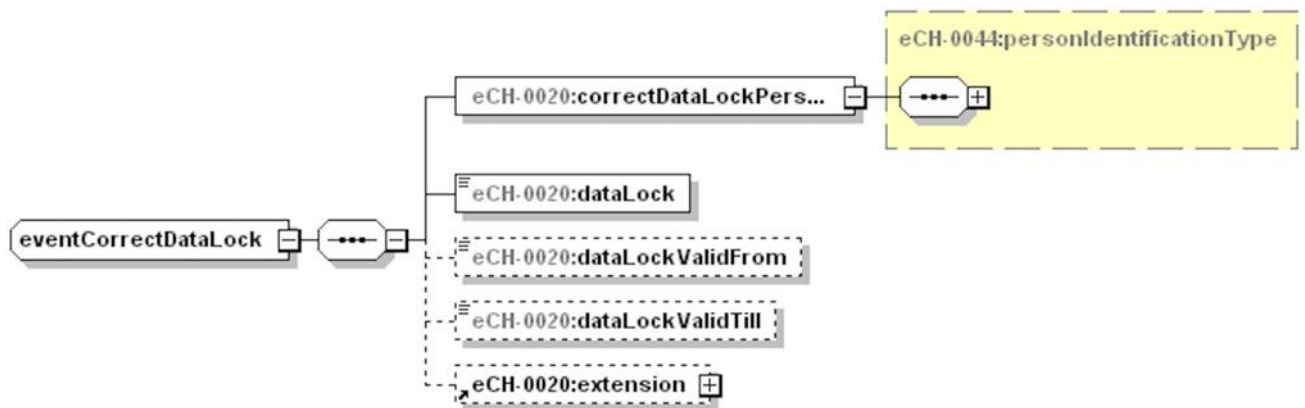 eCH-0044:personIdentificationType
eCH-0020:correctDataLockPers...
eCH-0020:dataLock
eventCorrectDataLock
eCH-0020:dataLockValidFrom
eCH-0020:dataLockValidTill
eCH-0020:extension